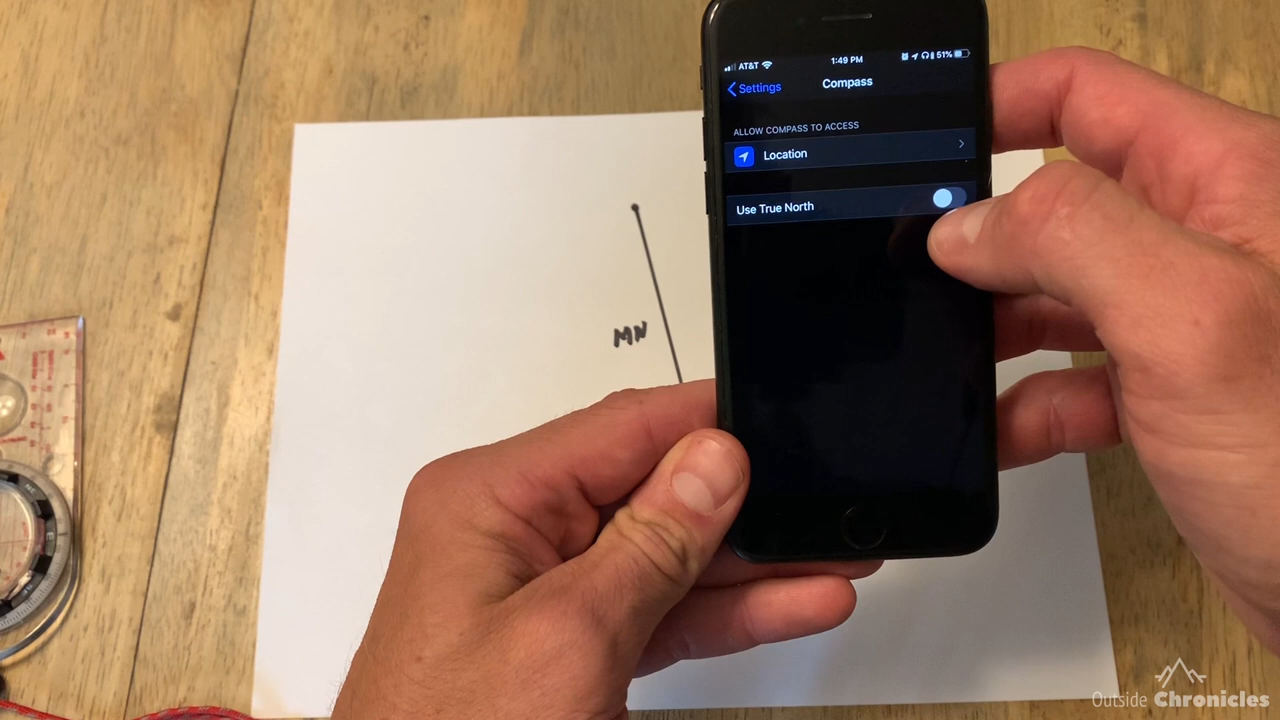 AT&T 1:49 PM 51%
Settings Compass
ALLOW COMPASS TO ACCESS
Location
Use True North
MN
Outside Chronicles